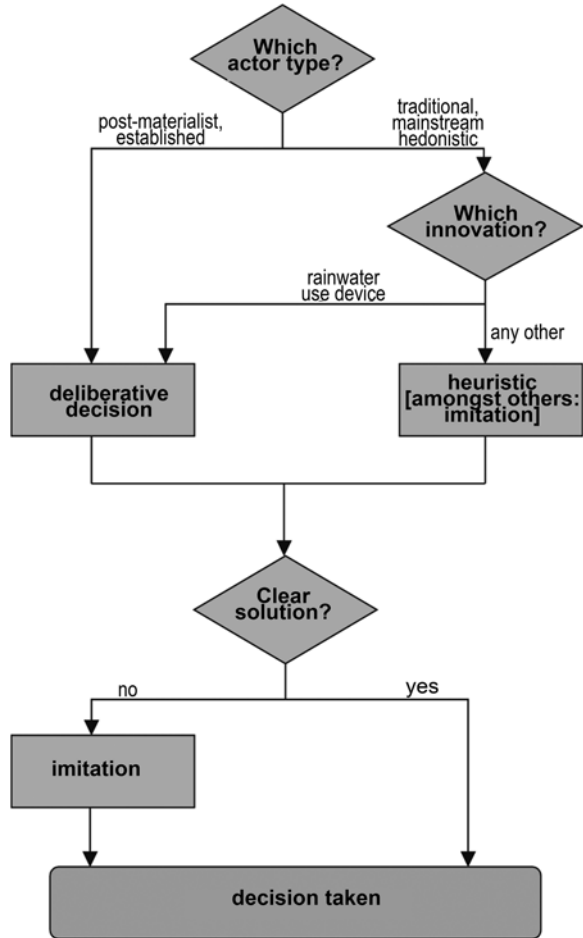 Which
actor type?
post-materialist,
established
traditional,
mainstream
hedonistic
Which
innovation?
rainwater
use device
any other
deliberative
decision
heuristic
[amongst others:
imitation]
Clear
solution?
no
yes
imitation
decision taken